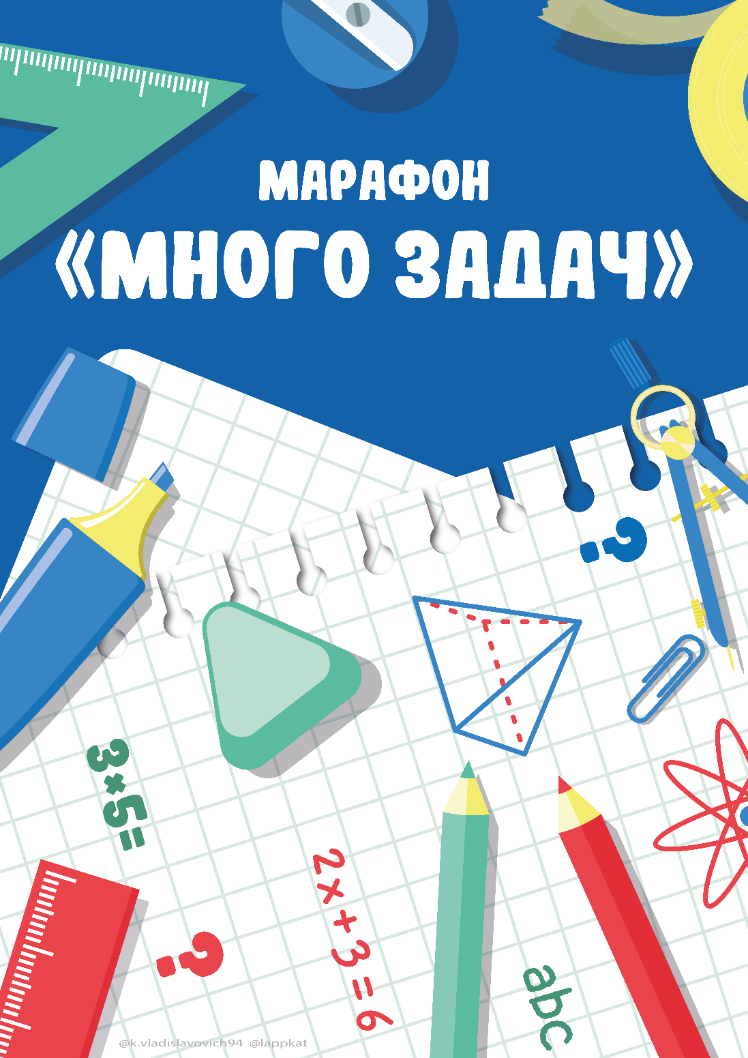 МАРАФОН
«МНОГО ЗАДАЧ»
?
3×5=
2x+3=6
?
abc
@k.vladislavovich94 @lappkat